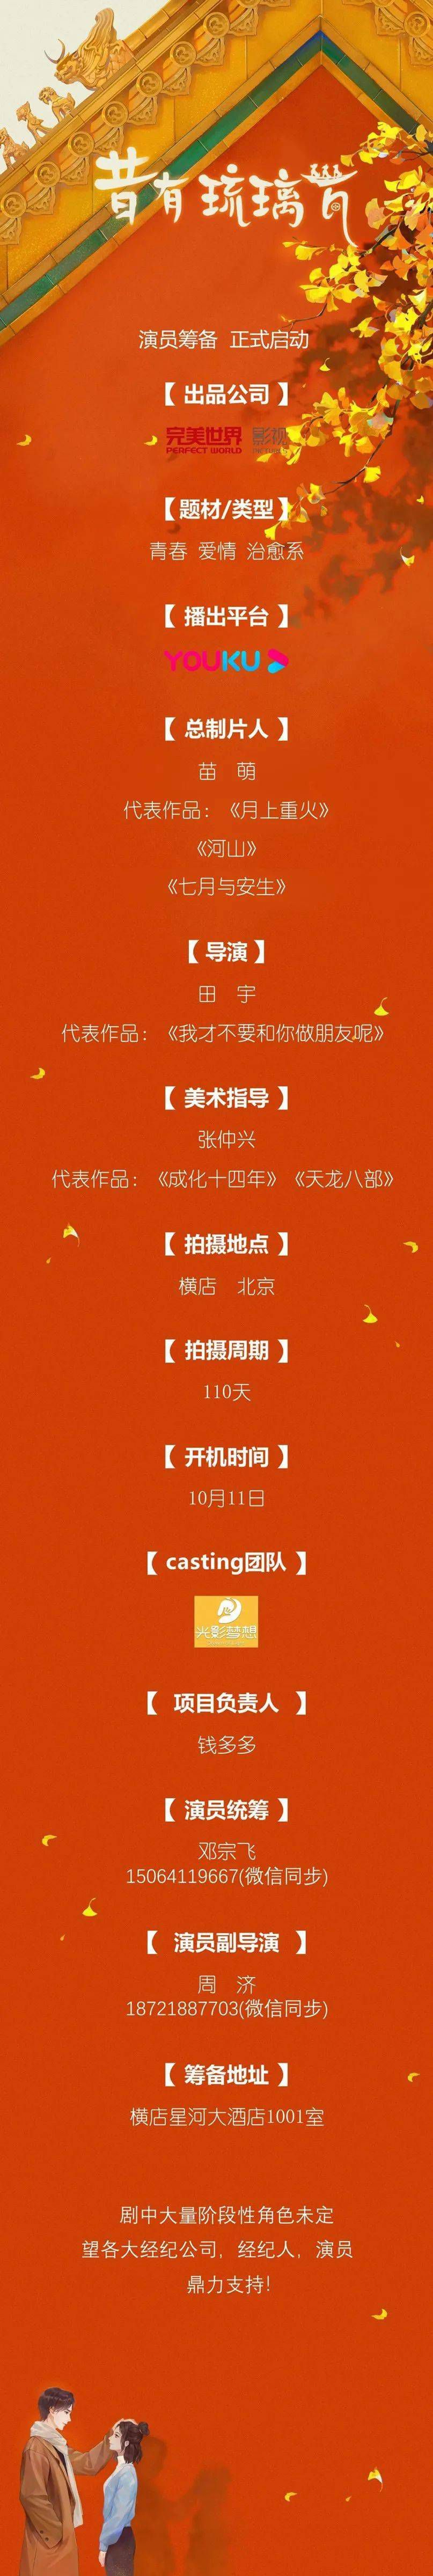 昔有琉璃瓦
演员筹备 正式启动
【 出品公司 】
完美世界 影视
PERFECT WORLD PICTURES
【 题材/类型 】
青春 爱情 治愈系
【 播出平台 】
YOUKU
【 总制片人 】
苗 萌
代表作品：《月上重火》
《河山》
《七月与安生》
【 导演 】
田 宇
代表作品：《我才不要和你做朋友呢》
【 美术指导 】
张仲兴
代表作品：《成化十四年》《天龙八部》
【 拍摄地点 】
横店 北京
【 拍摄周期 】
110天
【 开机时间 】
10月11日
【 casting团队 】
光影梦想
【 项目负责人 】
钱多多
【 演员统筹 】
邓宗飞
15064119667(微信同步)
【 演员副导演 】
周 济
18721887703(微信同步)
【 筹备地址 】
横店星河大酒店1001室
剧中大量阶段性角色未定
望各大经纪公司，经纪人，演员
鼎力支持！